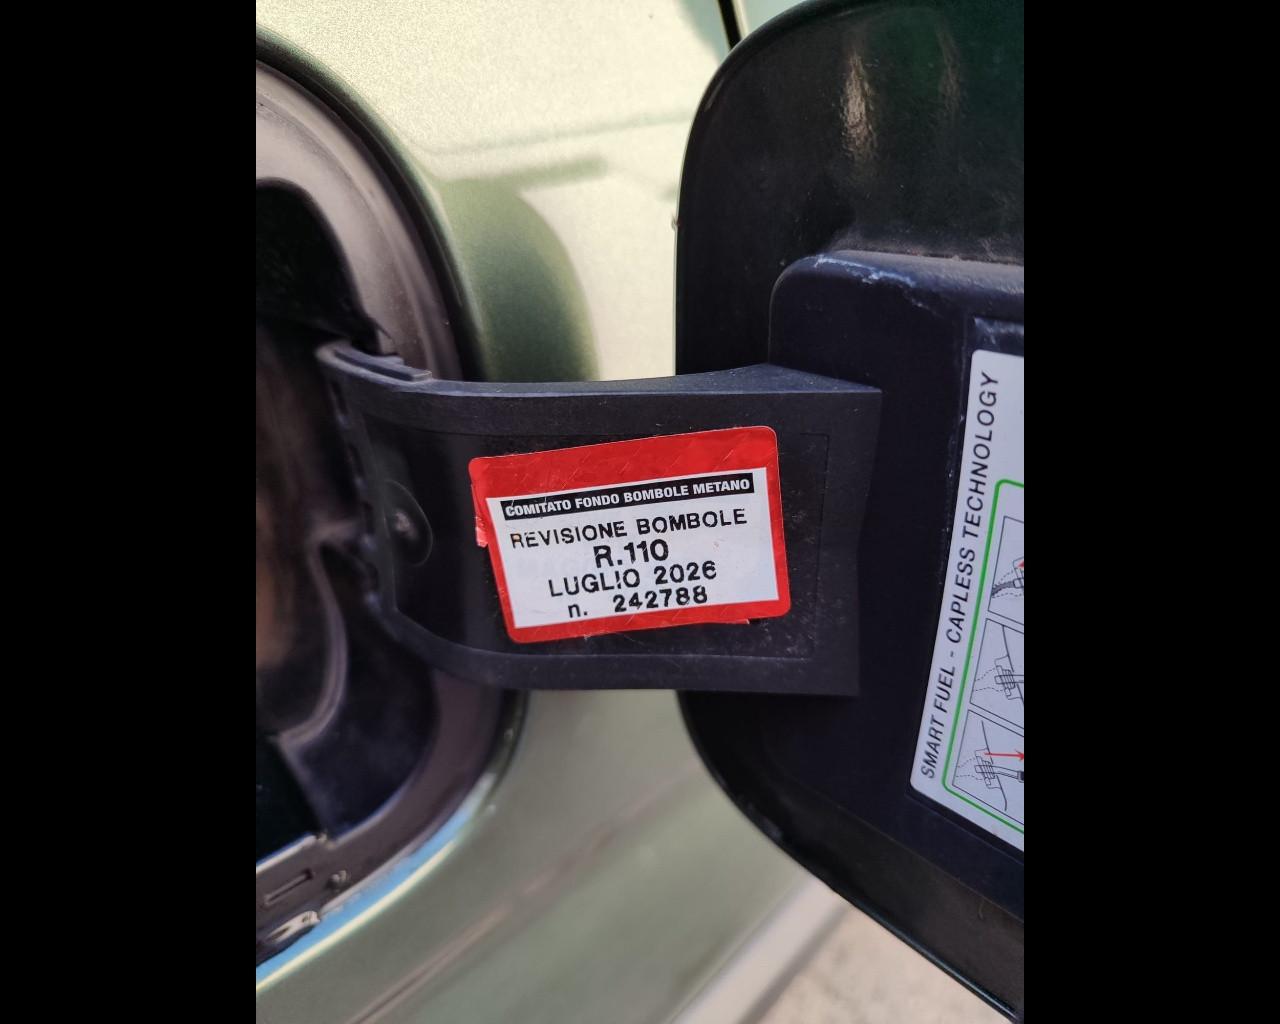 COMITATO FONDO BOMBOLE METANO
REVISIONE BOMBOLE
R.110
LUGLIO 2026
n. 242788
SMART FUEL - CAPLESS TECHNOLOGY